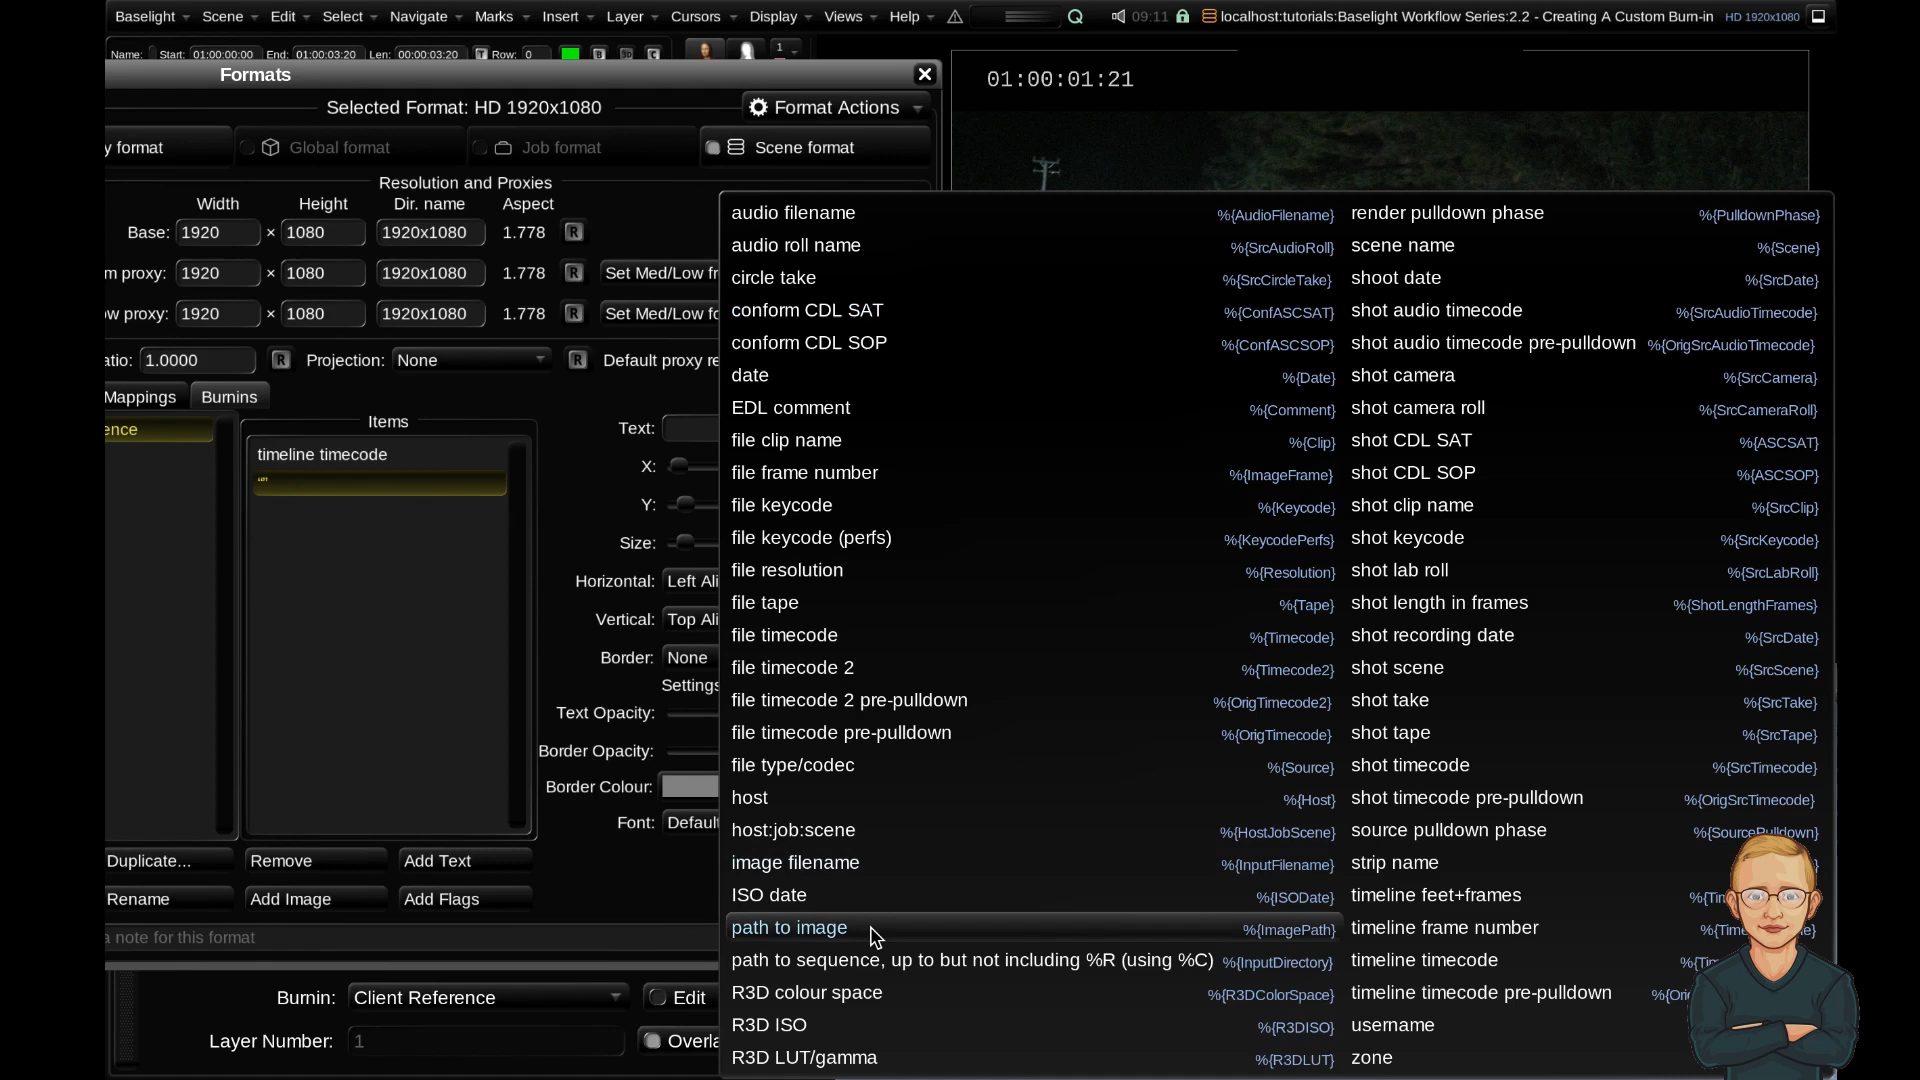 Baselight Scene Edit Select Navigate Marks Insert Layer Cursors Display Views Help 09:11 localhost:tutorials:Baselight Workflow Series:2.2 - Creating A Custom Burn-in HD 1920x1080
Name: Start: 01:00:00:00 End: 01:00:03:20 Len: 00:00:03:20 Row: 0 1
Formats
01:00:01:21
Selected Format: HD 1920x1080 Format Actions
y format Global format Job format Scene format
Resolution and Proxies
Width Height Dir. name Aspect
Base: 1920 × 1080 1920x1080 1.778 R
m proxy: 1920 × 1080 1920x1080 1.778 R Set Med/Low fr
ow proxy: 1920 × 1080 1920x1080 1.778 R Set Med/Low fo
atio: 1.0000 R Projection: None R Default proxy re
Mappings Burnins
ence
Items
timeline timecode
""
Text:
X:
Y:
Size:
Horizontal: Left Ali
Vertical: Top Ali
Border: None
Settings
Text Opacity:
Border Opacity:
Border Colour:
Font: Default
Duplicate... Remove Add Text
Rename Add Image Add Flags
a note for this format
Burnin: Client Reference Edit
Layer Number: 1 Overla
audio filename %{AudioFilename}
audio roll name %{SrcAudioRoll}
circle take %{SrcCircleTake}
conform CDL SAT %{ConfASCSAT}
conform CDL SOP %{ConfASCSOP}
date %{Date}
EDL comment %{Comment}
file clip name %{Clip}
file frame number %{ImageFrame}
file keycode %{Keycode}
file keycode (perfs) %{KeycodePerfs}
file resolution %{Resolution}
file tape %{Tape}
file timecode %{Timecode}
file timecode 2 %{Timecode2}
file timecode 2 pre-pulldown %{OrigTimecode2}
file timecode pre-pulldown %{OrigTimecode}
file type/codec %{Source}
host %{Host}
host:job:scene %{HostJobScene}
image filename %{InputFilename}
ISO date %{ISODate}
path to image %{ImagePath}
path to sequence, up to but not including %R (using %C) %{InputDirectory}
R3D colour space %{R3DColorSpace}
R3D ISO %{R3DISO}
R3D LUT/gamma %{R3DLUT}
render pulldown phase %{PulldownPhase}
scene name %{Scene}
shoot date %{SrcDate}
shot audio timecode %{SrcAudioTimecode}
shot audio timecode pre-pulldown %{OrigSrcAudioTimecode}
shot camera %{SrcCamera}
shot camera roll %{SrcCameraRoll}
shot CDL SAT %{ASCSAT}
shot CDL SOP %{ASCSOP}
shot clip name %{SrcClip}
shot keycode %{SrcKeycode}
shot lab roll %{SrcLabRoll}
shot length in frames %{ShotLengthFrames}
shot recording date %{SrcDate}
shot scene %{SrcScene}
shot take %{SrcTake}
shot tape %{SrcTape}
shot timecode %{SrcTimecode}
shot timecode pre-pulldown %{OrigSrcTimecode}
source pulldown phase %{SourcePulldown}
strip name
timeline feet+frames
timeline frame number
timeline timecode
timeline timecode pre-pulldown
username
zone